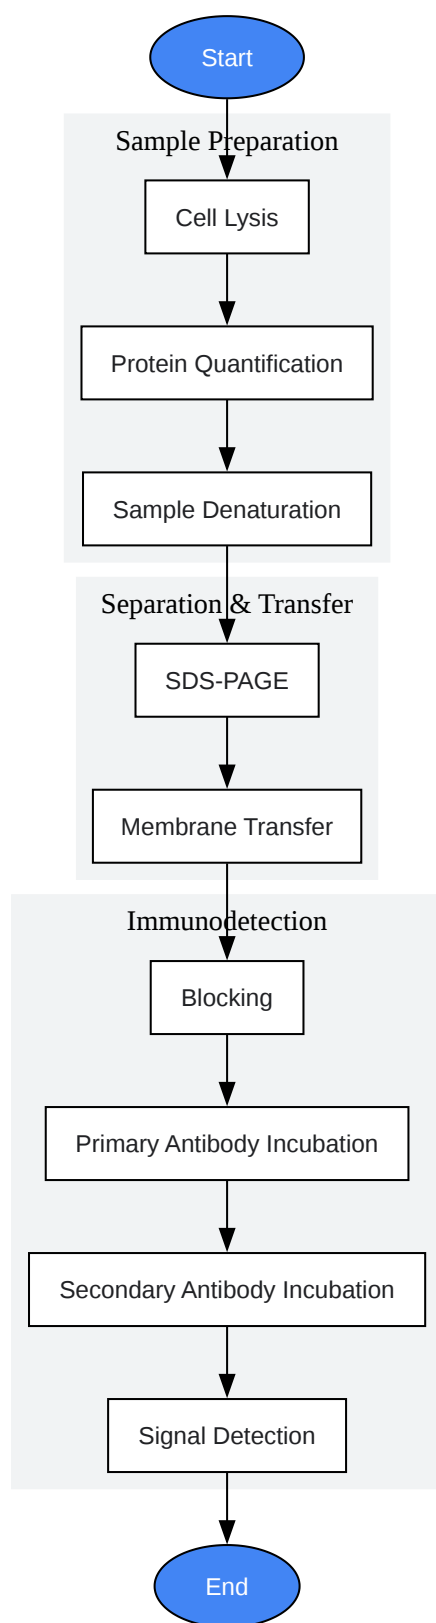 Start
Sample Preparation
Cell Lysis
Protein Quantification
Sample Denaturation
Separation & Transfer
SDS-PAGE
Membrane Transfer
Immunodetection
Blocking
Primary Antibody Incubation
Secondary Antibody Incubation
Signal Detection
End